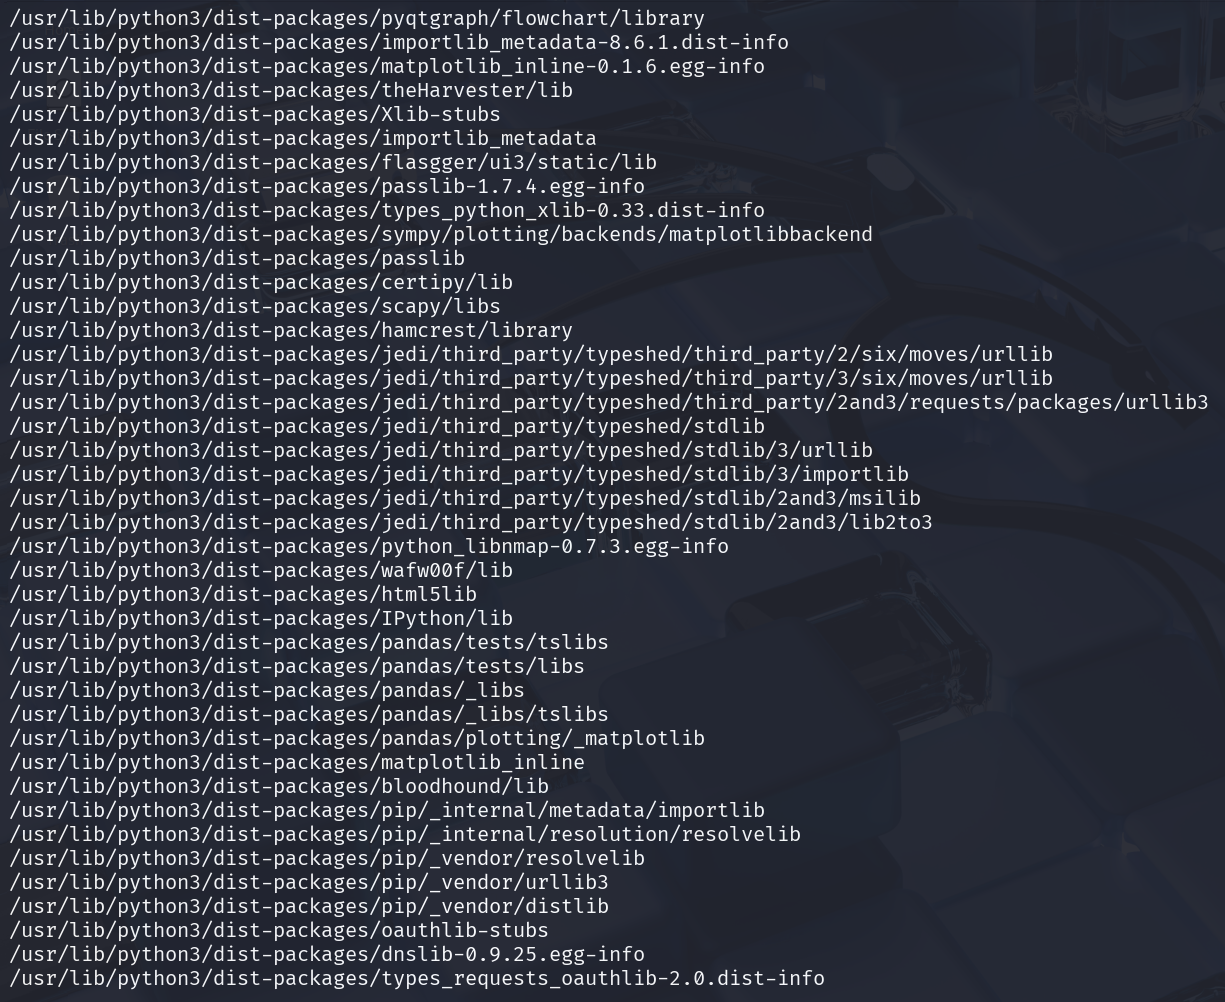 /usr/lib/python3/dist-packages/pyqtgraph/flowchart/library
/usr/lib/python3/dist-packages/importlib_metadata-8.6.1.dist-info
/usr/lib/python3/dist-packages/matplotlib_inline-0.1.6.egg-info
/usr/lib/python3/dist-packages/theHarvester/lib
/usr/lib/python3/dist-packages/Xlib-stubs
/usr/lib/python3/dist-packages/importlib_metadata
/usr/lib/python3/dist-packages/flasgger/ui3/static/lib
/usr/lib/python3/dist-packages/passlib-1.7.4.egg-info
/usr/lib/python3/dist-packages/types_python_xlib-0.33.dist-info
/usr/lib/python3/dist-packages/sympy/plotting/backends/matplotlibbackend
/usr/lib/python3/dist-packages/passlib
/usr/lib/python3/dist-packages/certipy/lib
/usr/lib/python3/dist-packages/scapy/libs
/usr/lib/python3/dist-packages/hamcrest/library
/usr/lib/python3/dist-packages/jedi/third_party/typeshed/third_party/2/six/moves/urllib
/usr/lib/python3/dist-packages/jedi/third_party/typeshed/third_party/3/six/moves/urllib
/usr/lib/python3/dist-packages/jedi/third_party/typeshed/third_party/2and3/requests/packages/urllib3
/usr/lib/python3/dist-packages/jedi/third_party/typeshed/stdlib
/usr/lib/python3/dist-packages/jedi/third_party/typeshed/stdlib/3/urllib
/usr/lib/python3/dist-packages/jedi/third_party/typeshed/stdlib/3/importlib
/usr/lib/python3/dist-packages/jedi/third_party/typeshed/stdlib/2and3/msilib
/usr/lib/python3/dist-packages/jedi/third_party/typeshed/stdlib/2and3/lib2to3
/usr/lib/python3/dist-packages/python_libnmap-0.7.3.egg-info
/usr/lib/python3/dist-packages/wafw00f/lib
/usr/lib/python3/dist-packages/html5lib
/usr/lib/python3/dist-packages/IPython/lib
/usr/lib/python3/dist-packages/pandas/tests/tslibs
/usr/lib/python3/dist-packages/pandas/tests/libs
/usr/lib/python3/dist-packages/pandas/_libs
/usr/lib/python3/dist-packages/pandas/_libs/tslibs
/usr/lib/python3/dist-packages/pandas/plotting/_matplotlib
/usr/lib/python3/dist-packages/matplotlib_inline
/usr/lib/python3/dist-packages/bloodhound/lib
/usr/lib/python3/dist-packages/pip/_internal/metadata/importlib
/usr/lib/python3/dist-packages/pip/_internal/resolution/resolvelib
/usr/lib/python3/dist-packages/pip/_vendor/resolvelib
/usr/lib/python3/dist-packages/pip/_vendor/urllib3
/usr/lib/python3/dist-packages/pip/_vendor/distlib
/usr/lib/python3/dist-packages/oauthlib-stubs
/usr/lib/python3/dist-packages/dnslib-0.9.25.egg-info
/usr/lib/python3/dist-packages/types_requests_oauthlib-2.0.dist-info